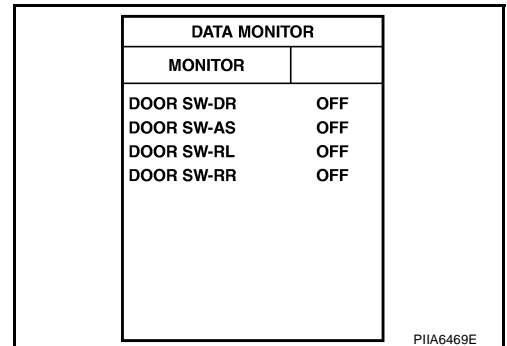 DATA MONITOR
MONITOR
DOOR SW-DR OFF
DOOR SW-AS OFF
DOOR SW-RL OFF
DOOR SW-RR OFF
PIIA6469E